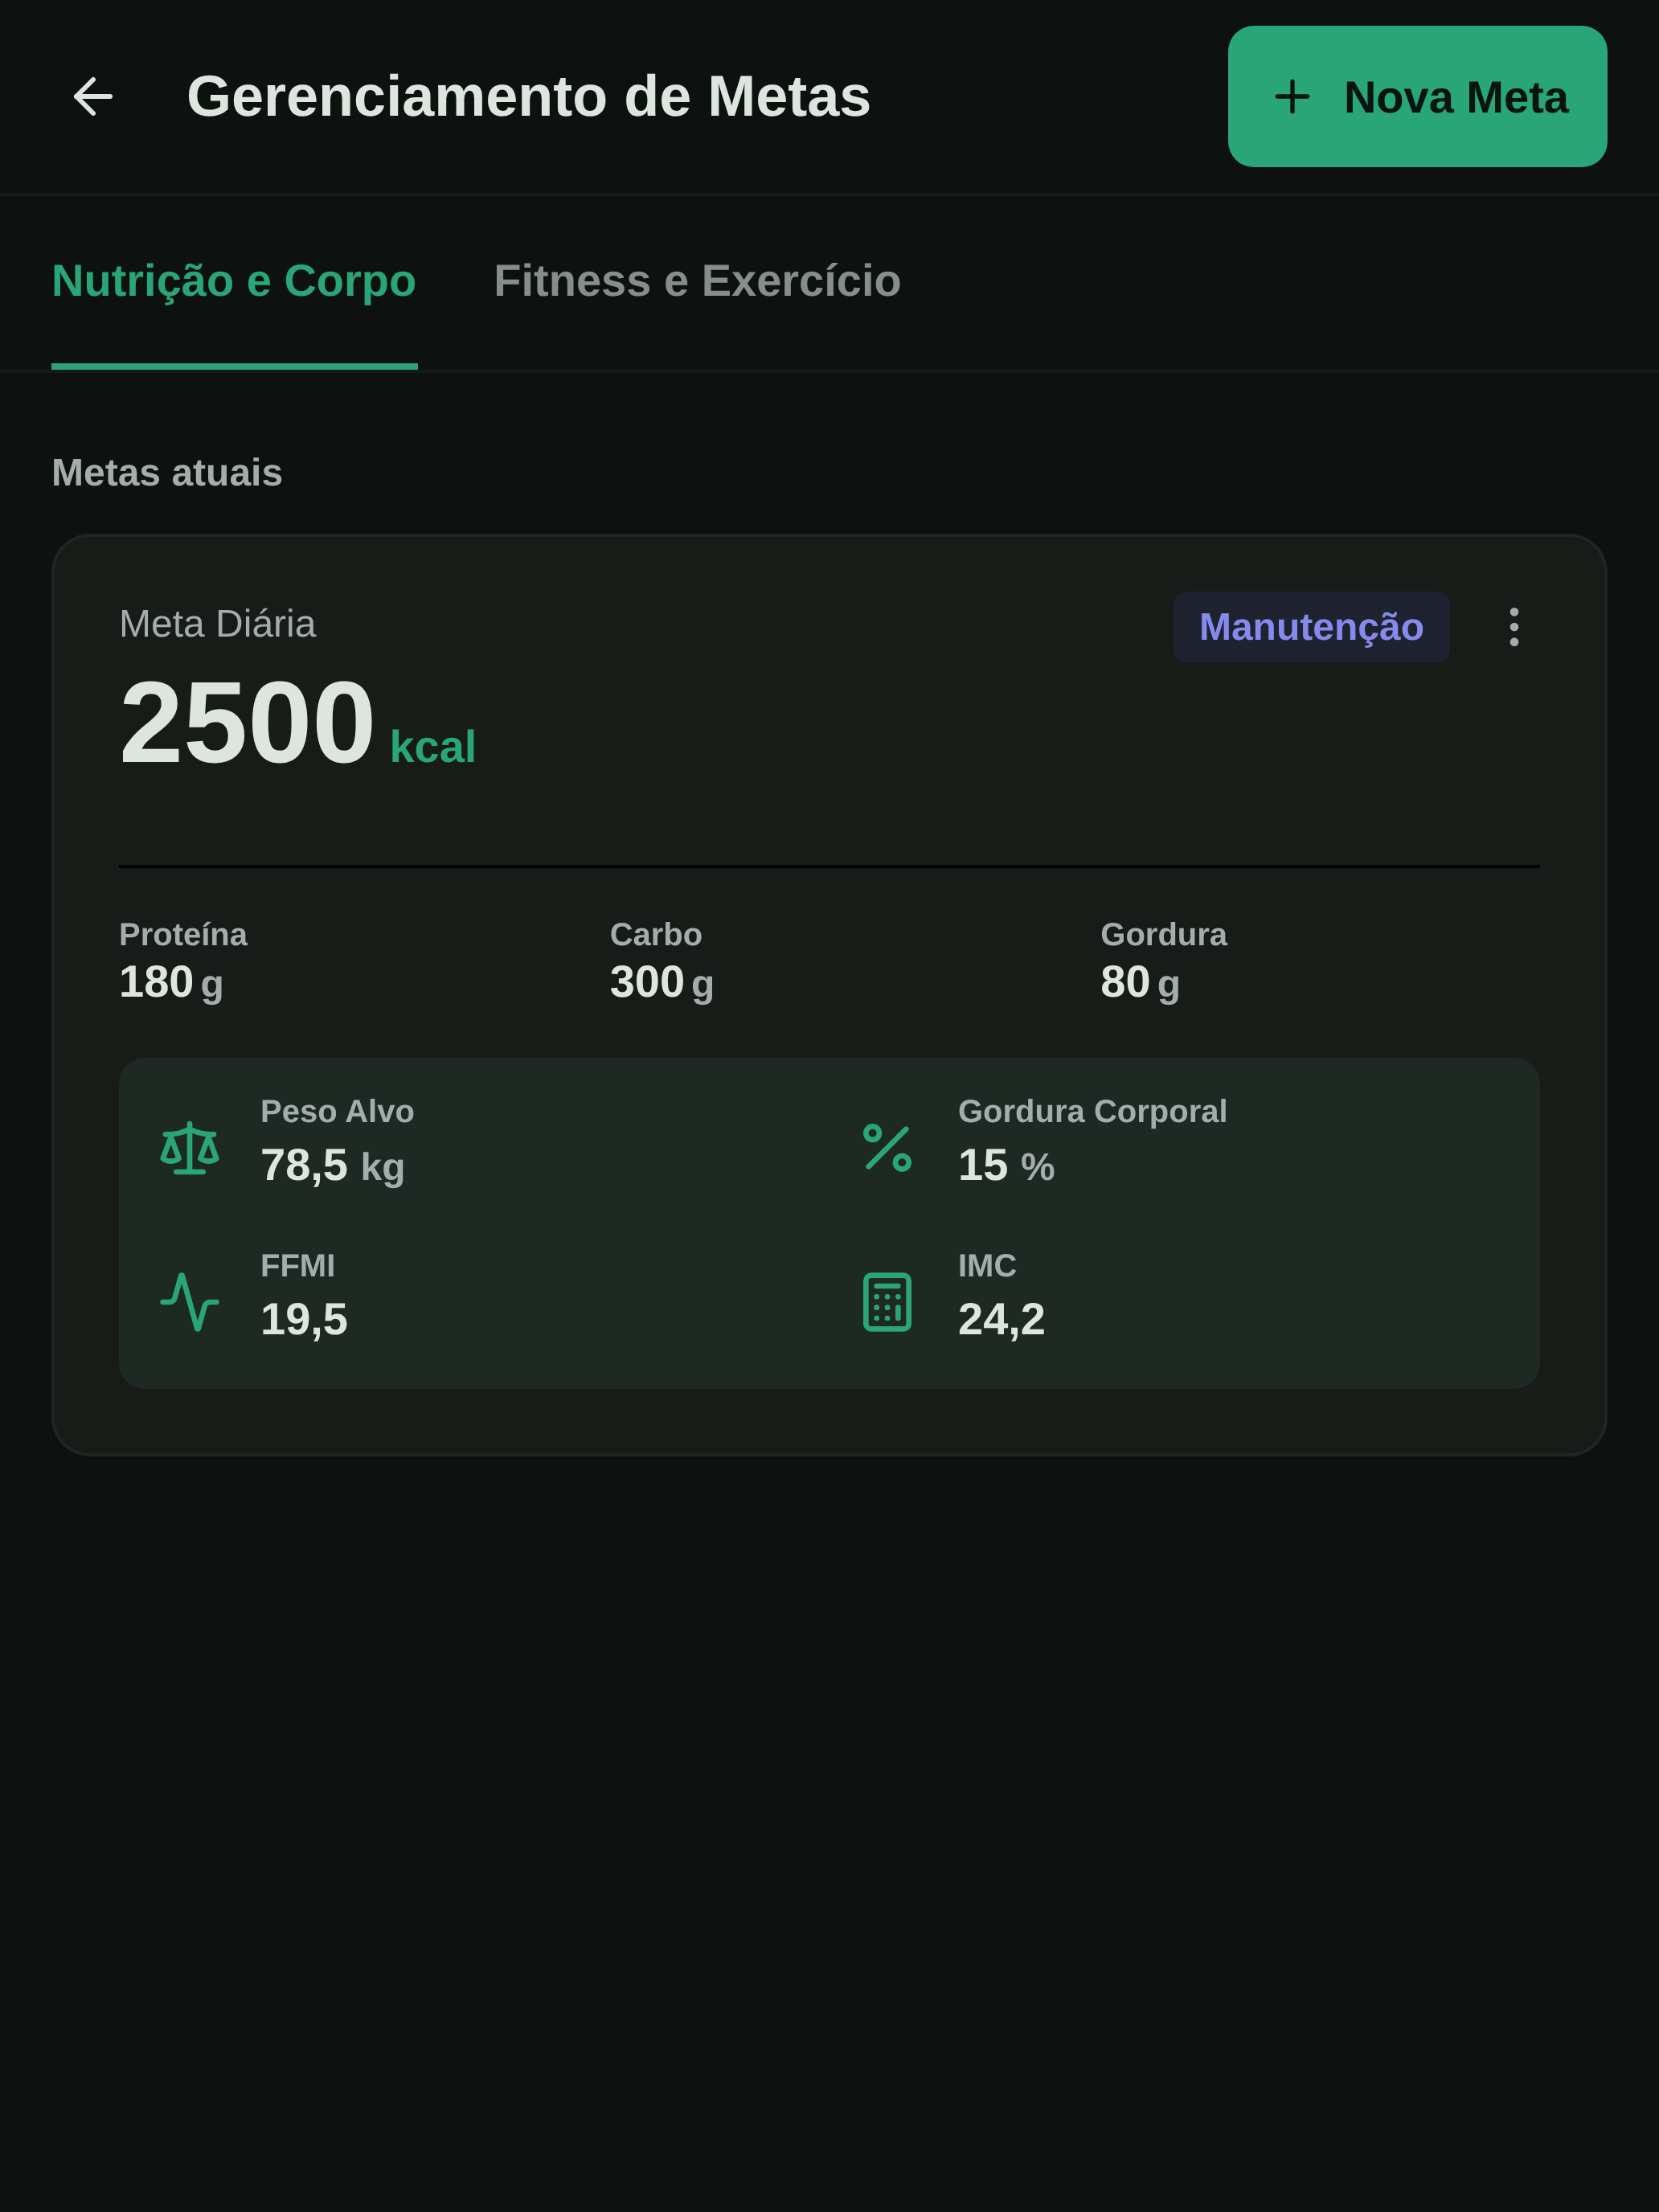 Gerenciamento de Metas
Nova Meta
Nutrição e Corpo
Fitness e Exercício
Metas atuais
Meta Diária
Manutenção
2500 kcal
Proteína
Carbo
Gordura
180 g
300 g
80 g
Peso Alvo
Gordura Corporal
78,5 kg
15 %
FFMI
IMC
19,5
24,2